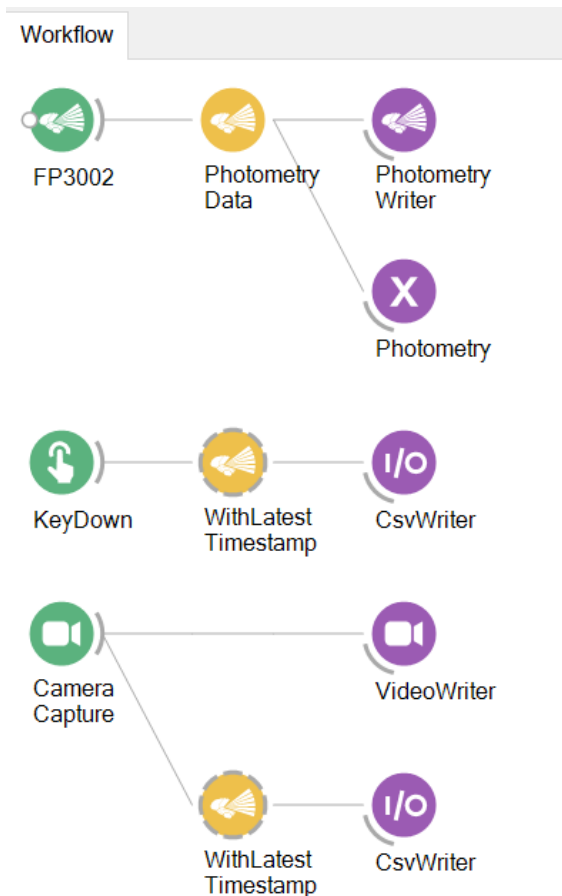 Workflow
FP3002
Photometry
Data
Photometry
Writer
X
Photometry
KeyDown
WithLatest
Timestamp
I/O
CsvWriter
Camera
Capture
VideoWriter
WithLatest
Timestamp
I/O
CsvWriter